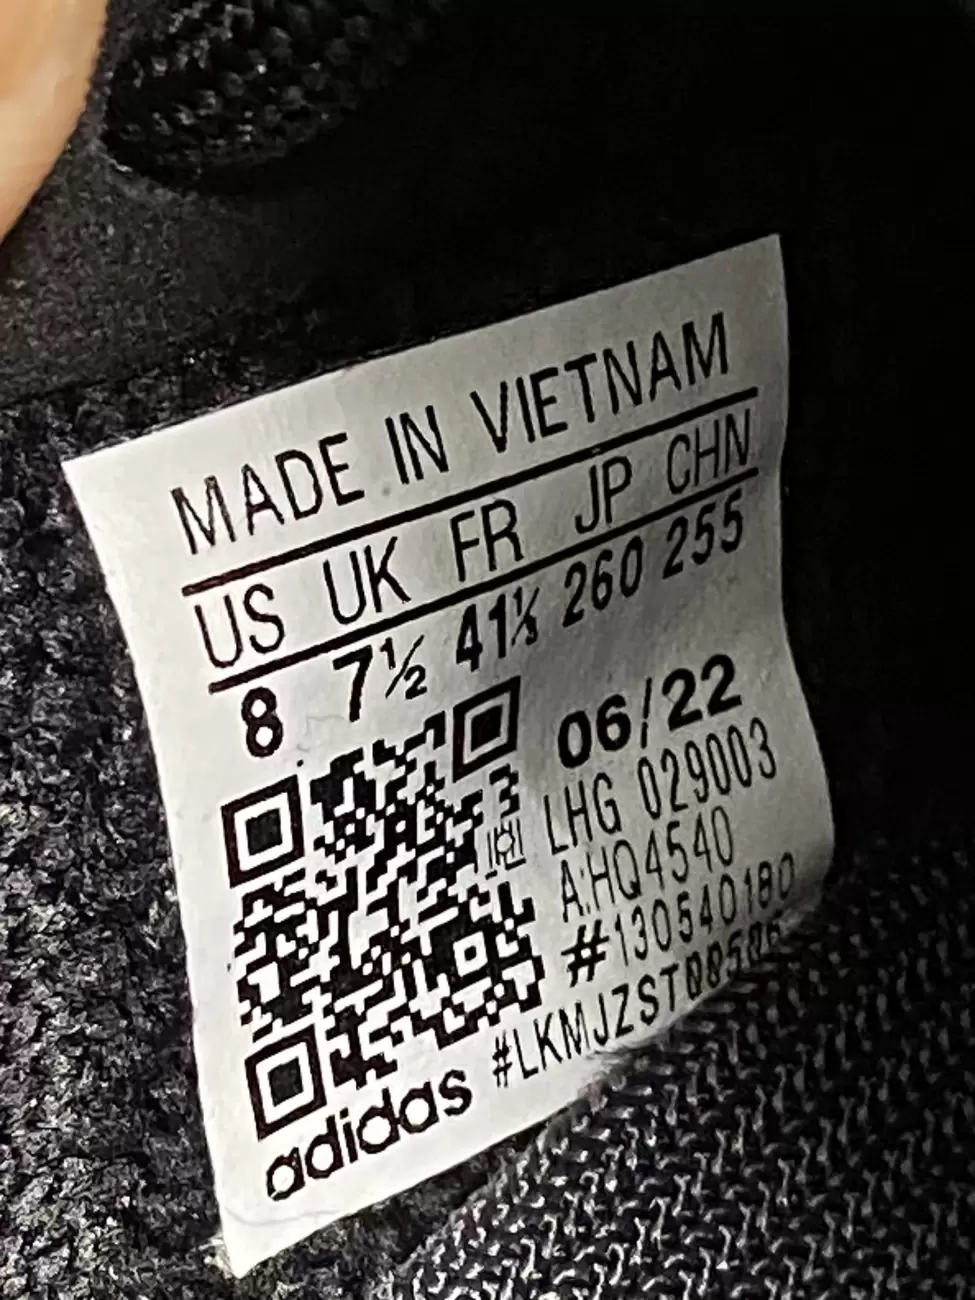 MADE IN VIETNAM
US UK FR JP CHN
8 7½ 41⅓ 260 255
06/22
LHG 029003
A:HQ4540
#130540180
adidas